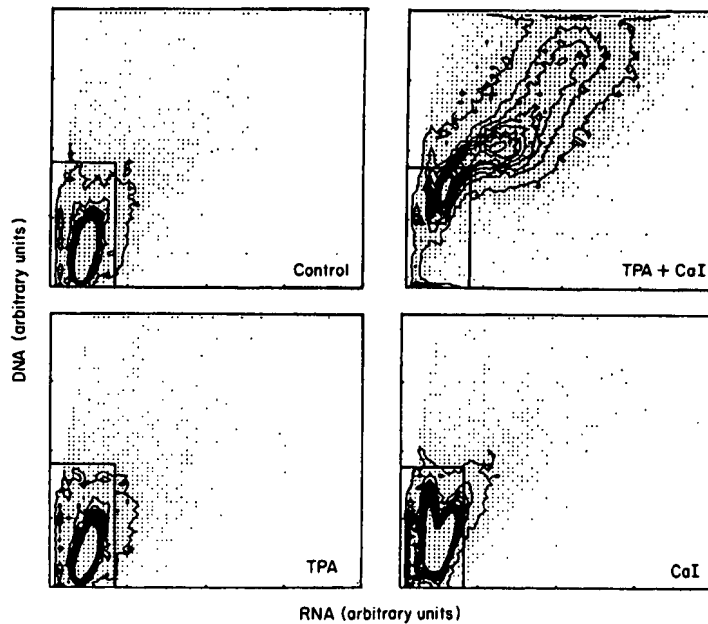 Control
TPA + CaI
TPA
CaI
DNA (arbitrary units)
RNA (arbitrary units)